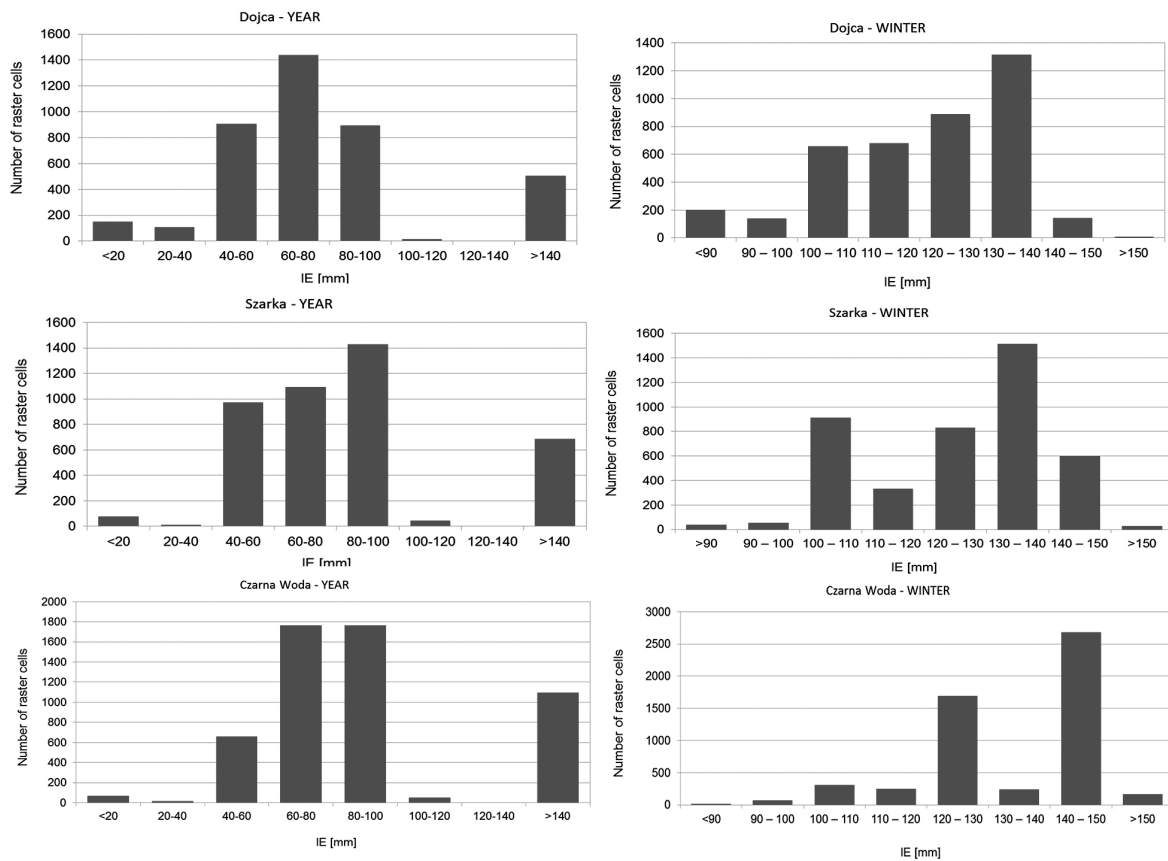 Dojca - YEAR
Number of raster cells
1600
1400
1200
1000
800
600
400
200
0
<20 20-40 40-60 60-80 80-100 100-120 120-140 >140
IE [mm]
Dojca - WINTER
Number of raster cells
1400
1200
1000
800
600
400
200
0
<90 90 – 100 100 – 110 110 – 120 120 – 130 130 – 140 140 – 150 >150
IE [mm]
Szarka - YEAR
Number of raster cells
1600
1400
1200
1000
800
600
400
200
0
<20 20-40 40-60 60-80 80-100 100-120 120-140 >140
IE [mm]
Szarka - WINTER
Number of raster cells
1600
1400
1200
1000
800
600
400
200
0
>90 90 – 100 100 – 110 110 – 120 120 – 130 130 – 140 140 – 150 >150
IE [mm]
Czarna Woda - YEAR
Number of raster cells
2000
1800
1600
1400
1200
1000
800
600
400
200
0
<20 20-40 40-60 60-80 80-100 100-120 120-140 >140
IE [mm]
Czarna Woda - WINTER
Number of raster cells
3000
2500
2000
1500
1000
500
0
<90 90 – 100 100 – 110 110 – 120 120 – 130 130 – 140 140 – 150 >150
IE [mm]